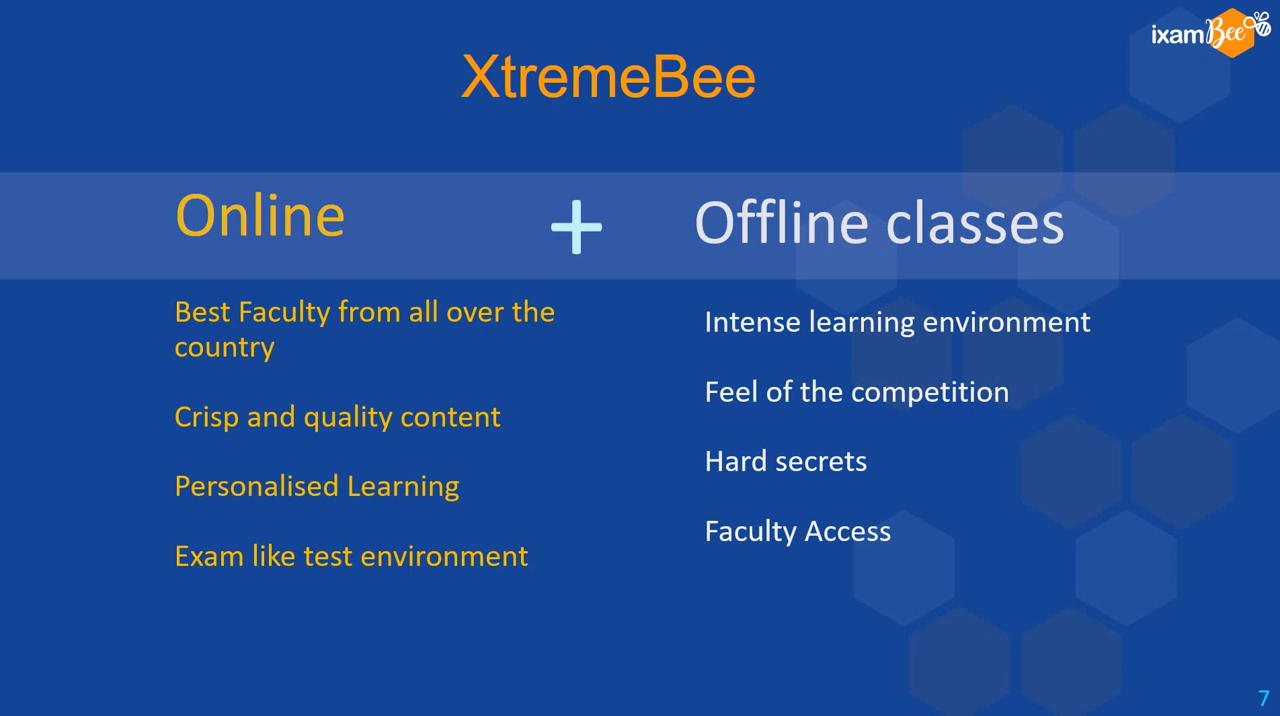 ixamBee
XtremeBee
Online + Offline classes
Best Faculty from all over the
country
Crisp and quality content
Personalised Learning
Exam like test environment
Intense learning environment
Feel of the competition
Hard secrets
Faculty Access
7